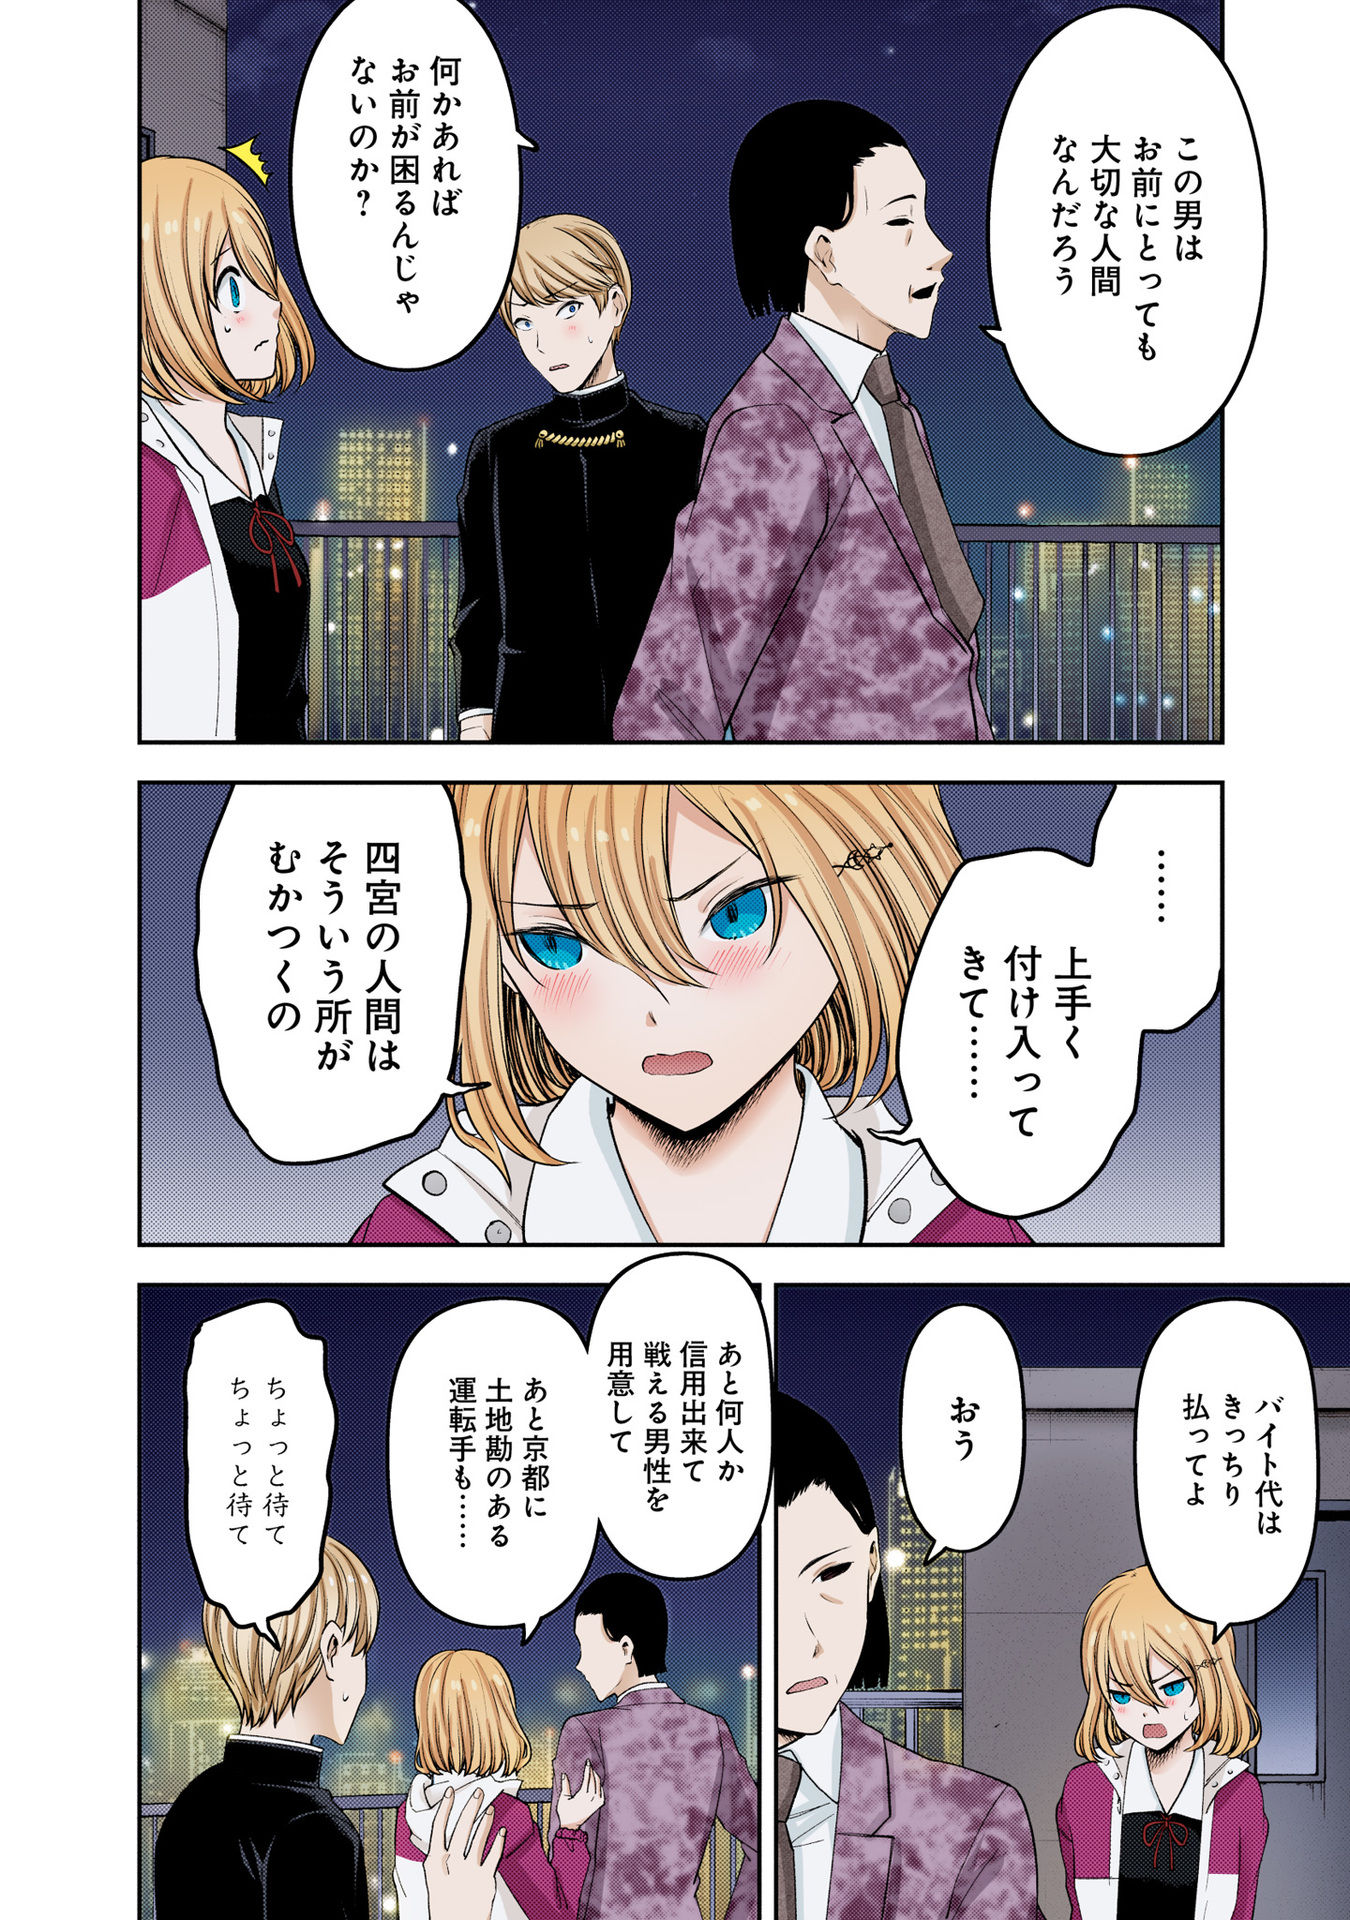 この男は
お前にとっても
大切な人間
なんだろう
何かあれば
お前が困るんじゃ
ないのか？
……
上手く
付け入って
きて……
四宮の人間は
そういう所が
むかつくの
バイト代は
きっちり
払ってよ
おう
あと何人か
信用出来て
戦える男性を
用意して
あと京都に
土地勘のある
運転手も……
ちょっと待て
ちょっと待て